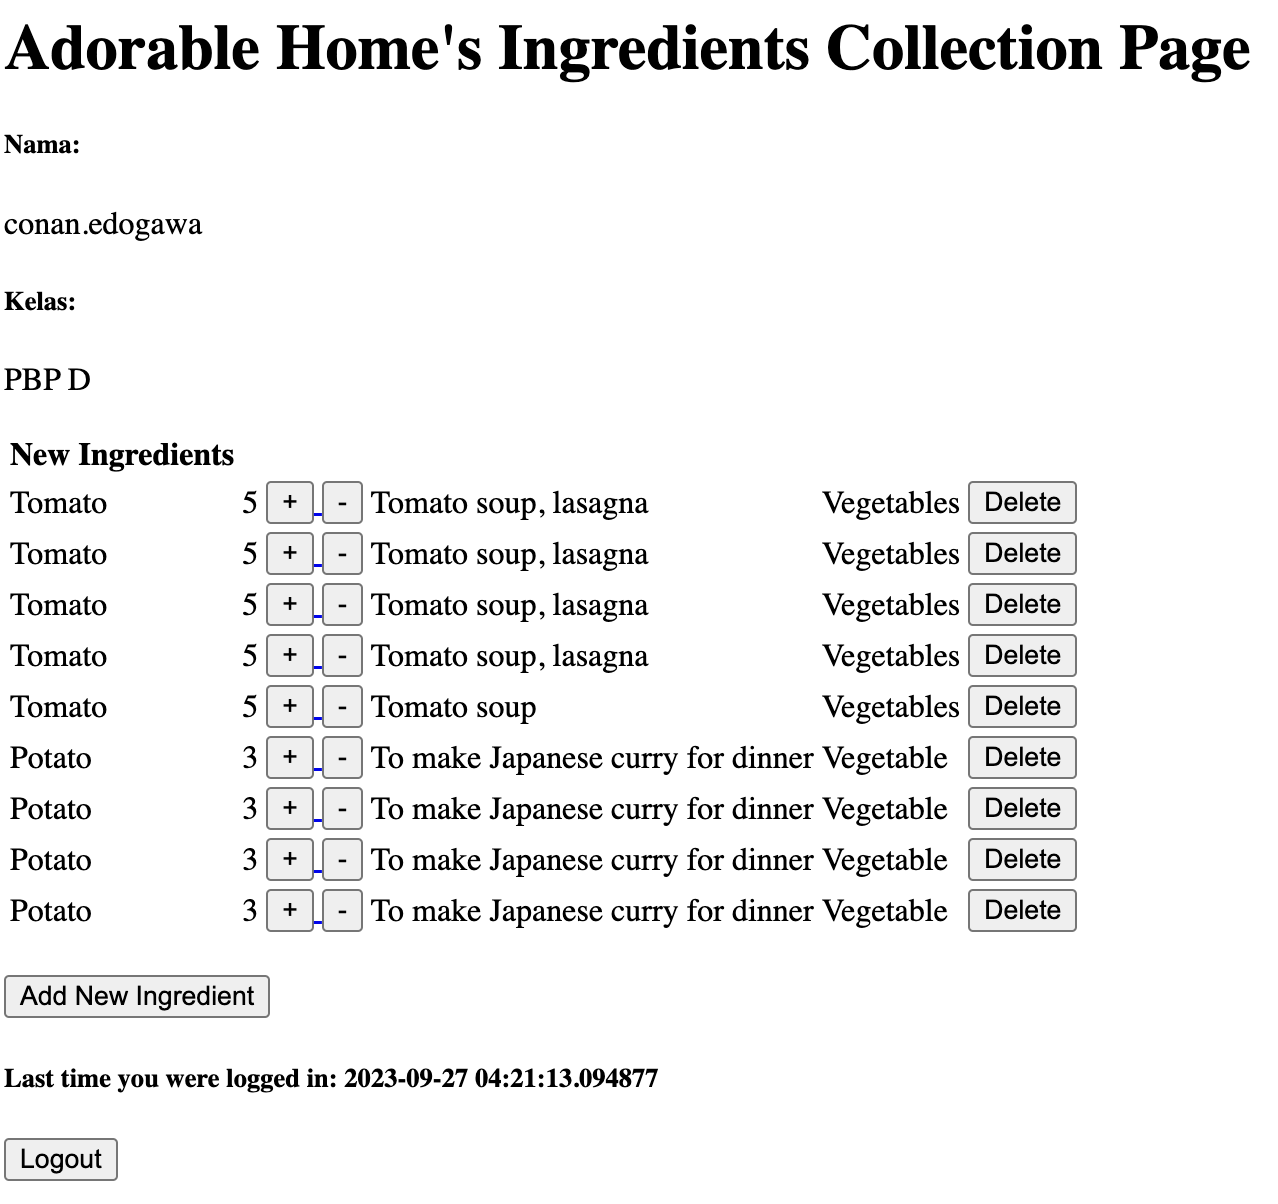 Adorable Home's Ingredients Collection Page
Nama:
conan.edogawa
Kelas:
PBP D
New Ingredients
Tomato 5 + - Tomato soup, lasagna Vegetables Delete
Tomato 5 + - Tomato soup, lasagna Vegetables Delete
Tomato 5 + - Tomato soup, lasagna Vegetables Delete
Tomato 5 + - Tomato soup, lasagna Vegetables Delete
Tomato 5 + - Tomato soup Vegetables Delete
Potato 3 + - To make Japanese curry for dinner Vegetable Delete
Potato 3 + - To make Japanese curry for dinner Vegetable Delete
Potato 3 + - To make Japanese curry for dinner Vegetable Delete
Potato 3 + - To make Japanese curry for dinner Vegetable Delete
Add New Ingredient
Last time you were logged in: 2023-09-27 04:21:13.094877
Logout